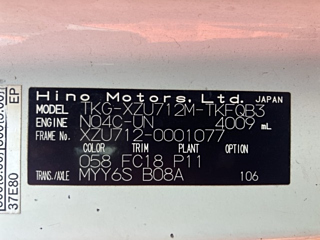 Hino Motors, Ltd. JAPAN
MODEL TKG-XZU712M-TKFQB3
ENGINE N04C-UN 4009 mL
FRAME No. XZU712-0001077
COLOR TRIM PLANT
058 FC18 P11
TRANS./AXLE MYY6S B08A 106
EP
37E80